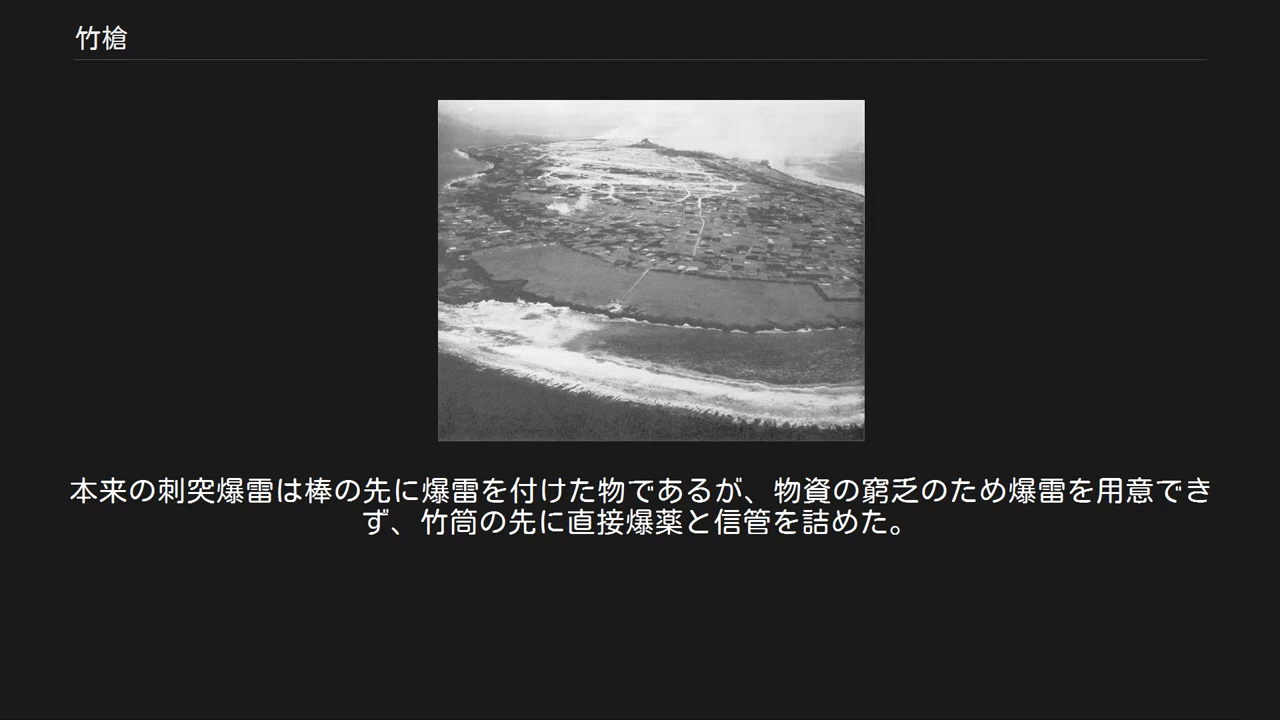 竹槍
本来の刺突爆雷は棒の先に爆雷を付けた物であるが、物資の窮乏のため爆雷を用意でき
ず、竹筒の先に直接爆薬と信管を詰めた。